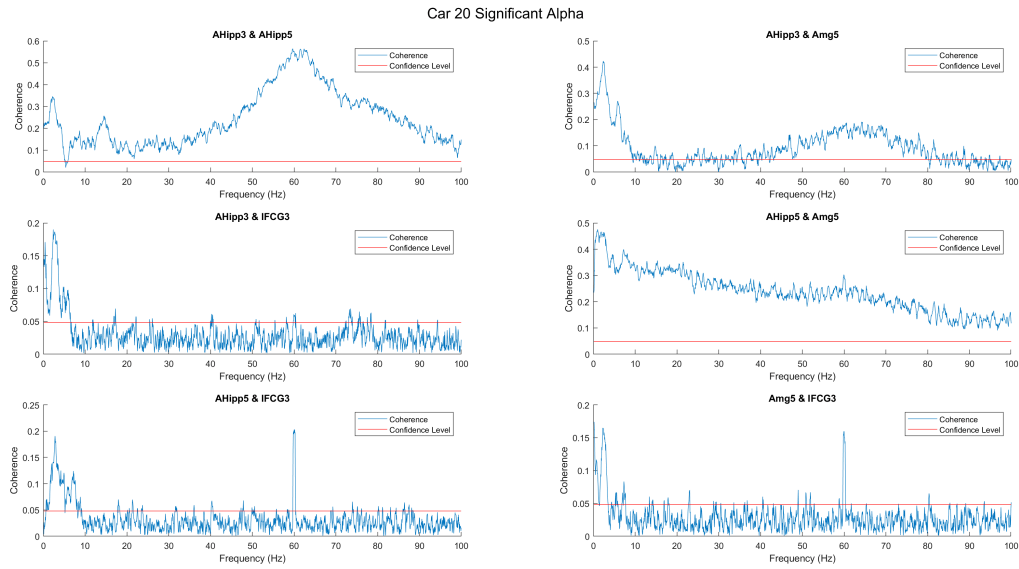 Car 20 Significant Alpha
AHipp3 & AHipp5
Coherence
0.6
0.5
0.4
0.3
0.2
0.1
0
Coherence
Confidence Level
0 10 20 30 40 50 60 70 80 90 100
Frequency (Hz)
AHipp3 & Amg5
Coherence
0.5
0.4
0.3
0.2
0.1
0
Coherence
Confidence Level
0 10 20 30 40 50 60 70 80 90 100
Frequency (Hz)
AHipp3 & IFCG3
Coherence
0.2
0.15
0.1
0.05
0
Coherence
Confidence Level
0 10 20 30 40 50 60 70 80 90 100
Frequency (Hz)
AHipp5 & Amg5
Coherence
0.5
0.4
0.3
0.2
0.1
0
Coherence
Confidence Level
0 10 20 30 40 50 60 70 80 90 100
Frequency (Hz)
AHipp5 & IFCG3
Coherence
0.25
0.2
0.15
0.1
0.05
0
Coherence
Confidence Level
0 10 20 30 40 50 60 70 80 90 100
Frequency (Hz)
Amg5 & IFCG3
Coherence
0.2
0.15
0.1
0.05
0
Coherence
Confidence Level
0 10 20 30 40 50 60 70 80 90 100
Frequency (Hz)